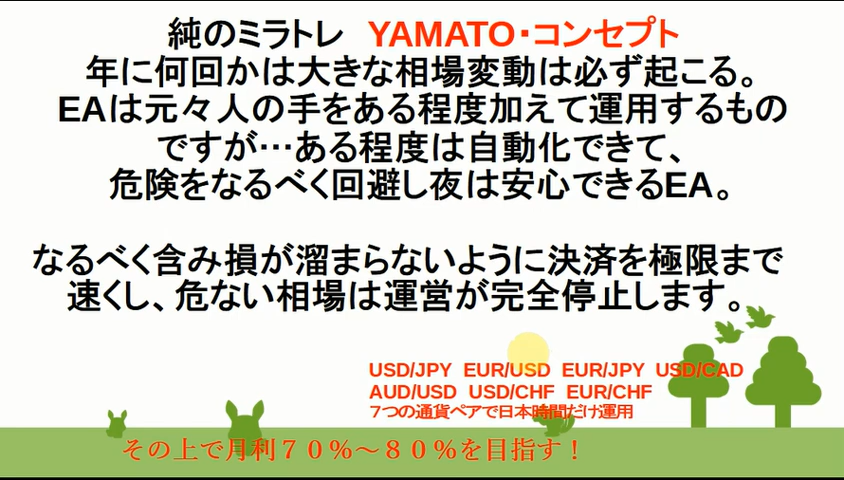 純のミラトレ　YAMATO・コンセプト
年に何回かは大きな相場変動は必ず起こる。
EAは元々人の手をある程度加えて運用するもの
ですが…ある程度は自動化できて、
危険をなるべく回避し夜は安心できるEA。
なるべく含み損が溜まらないように決済を極限まで
速くし、危ない相場は運営が完全停止します。
USD/JPY EUR/USD EUR/JPY USD/CAD
AUD/USD USD/CHF EUR/CHF
７つの通貨ペアで日本時間だけ運用
その上で月利７０％～８０％を目指す！